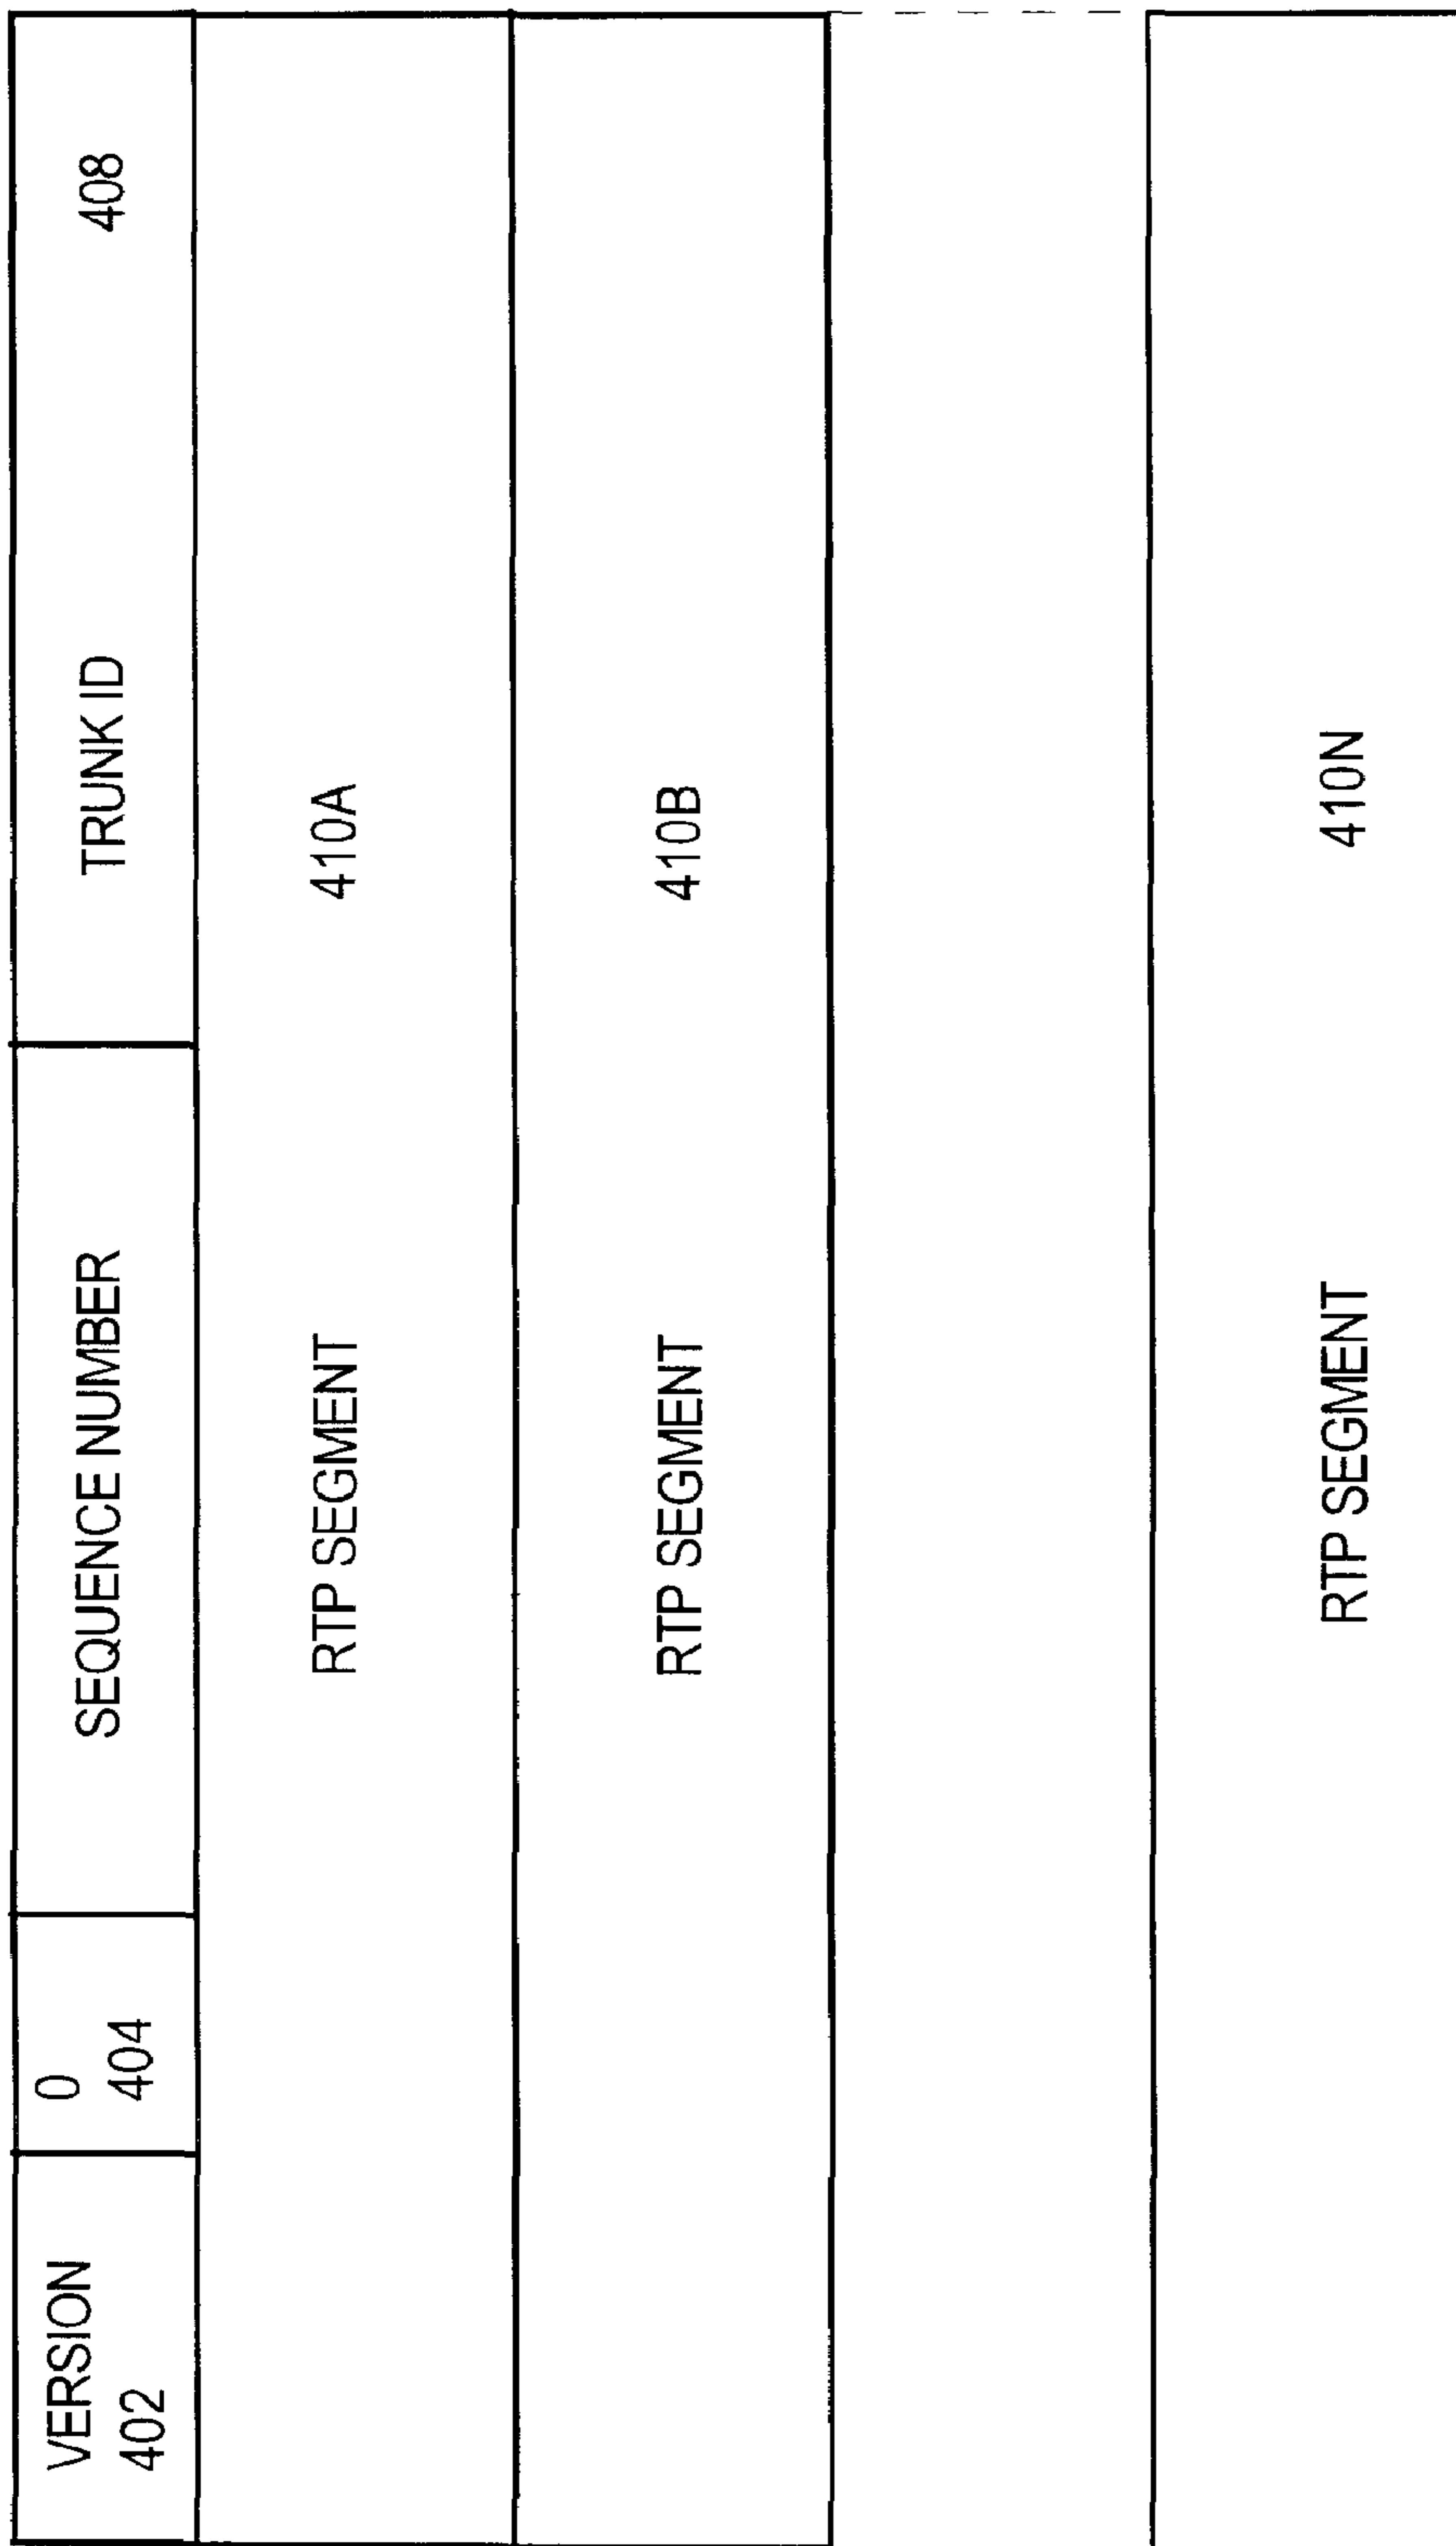 VERSION
402
0
404
SEQUENCE NUMBER
TRUNK ID 408
RTP SEGMENT 410A
RTP SEGMENT 410B
RTP SEGMENT 410N